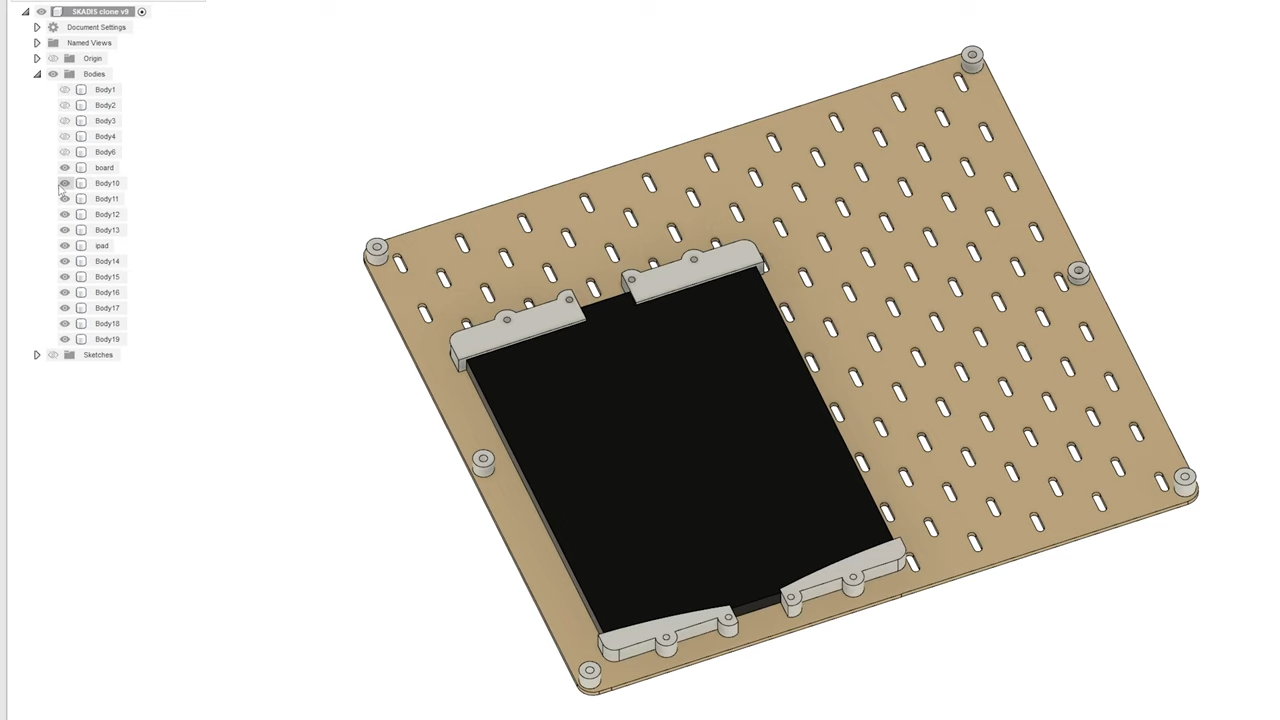 SKADIS clone v9
Document Settings
Named Views
Origin
Bodies
Body1
Body2
Body3
Body4
Body6
board
Body10
Body11
Body12
Body13
ipad
Body14
Body15
Body16
Body17
Body18
Body19
Sketches